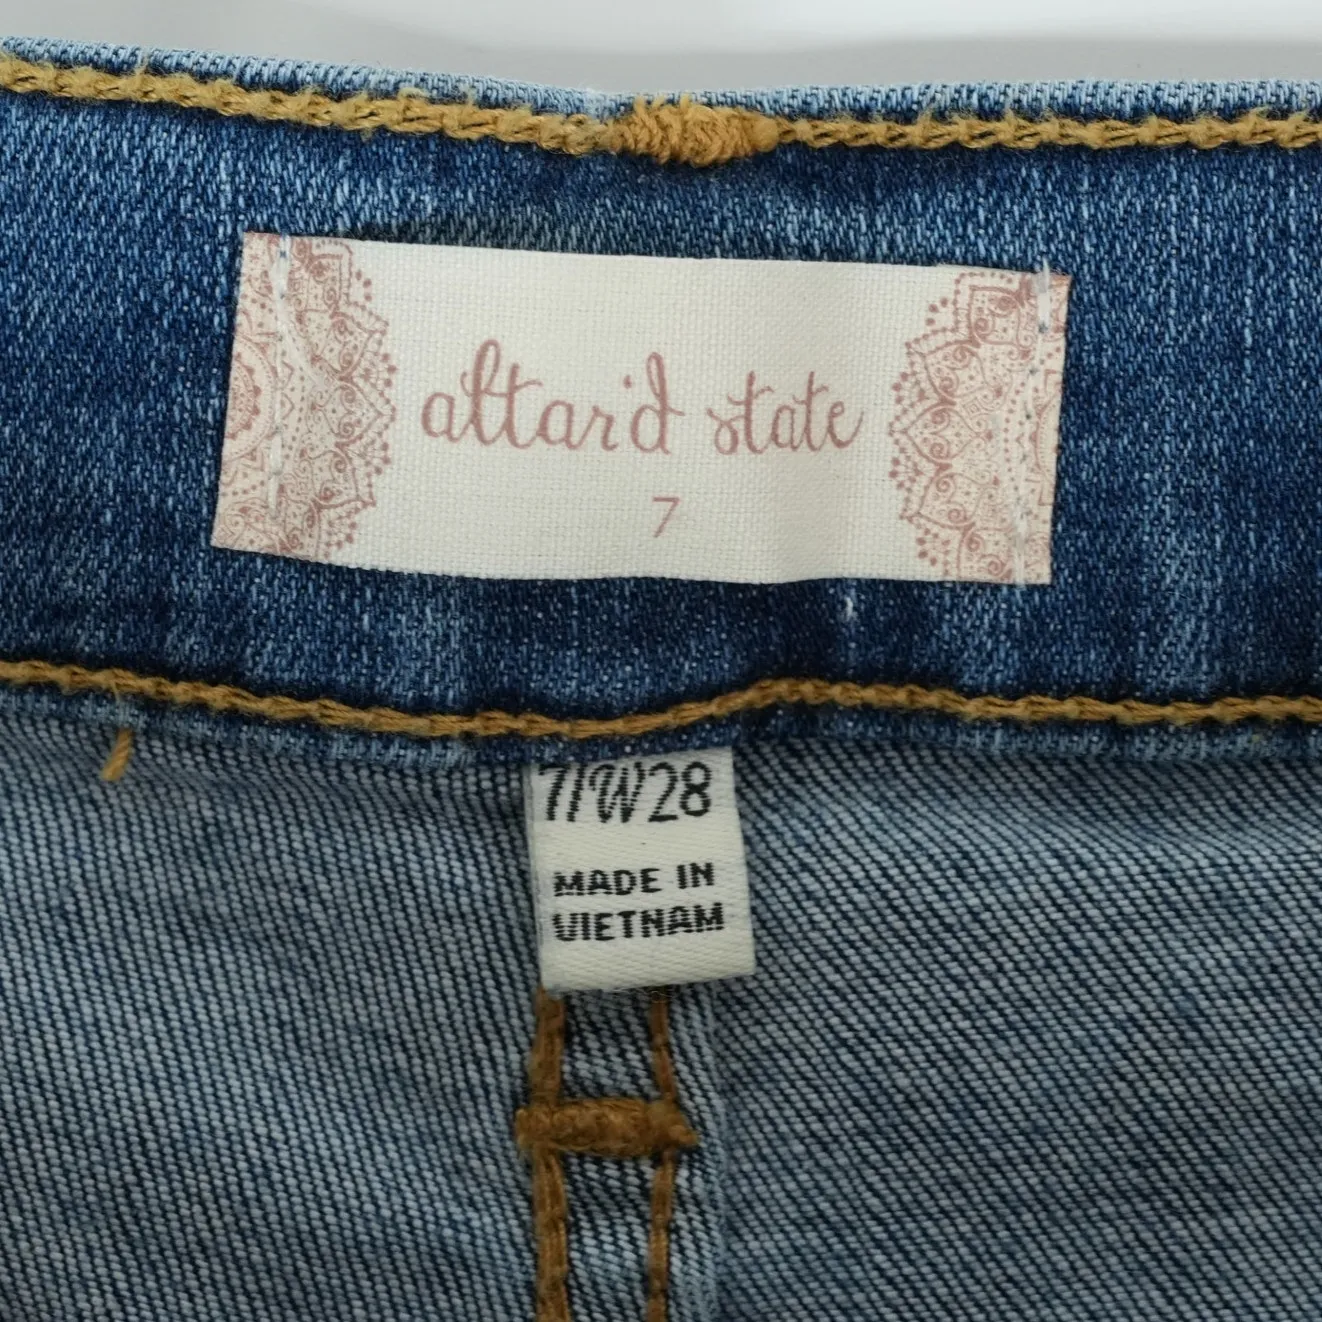 altar'd state
7
7/W28
MADE IN
VIETNAM